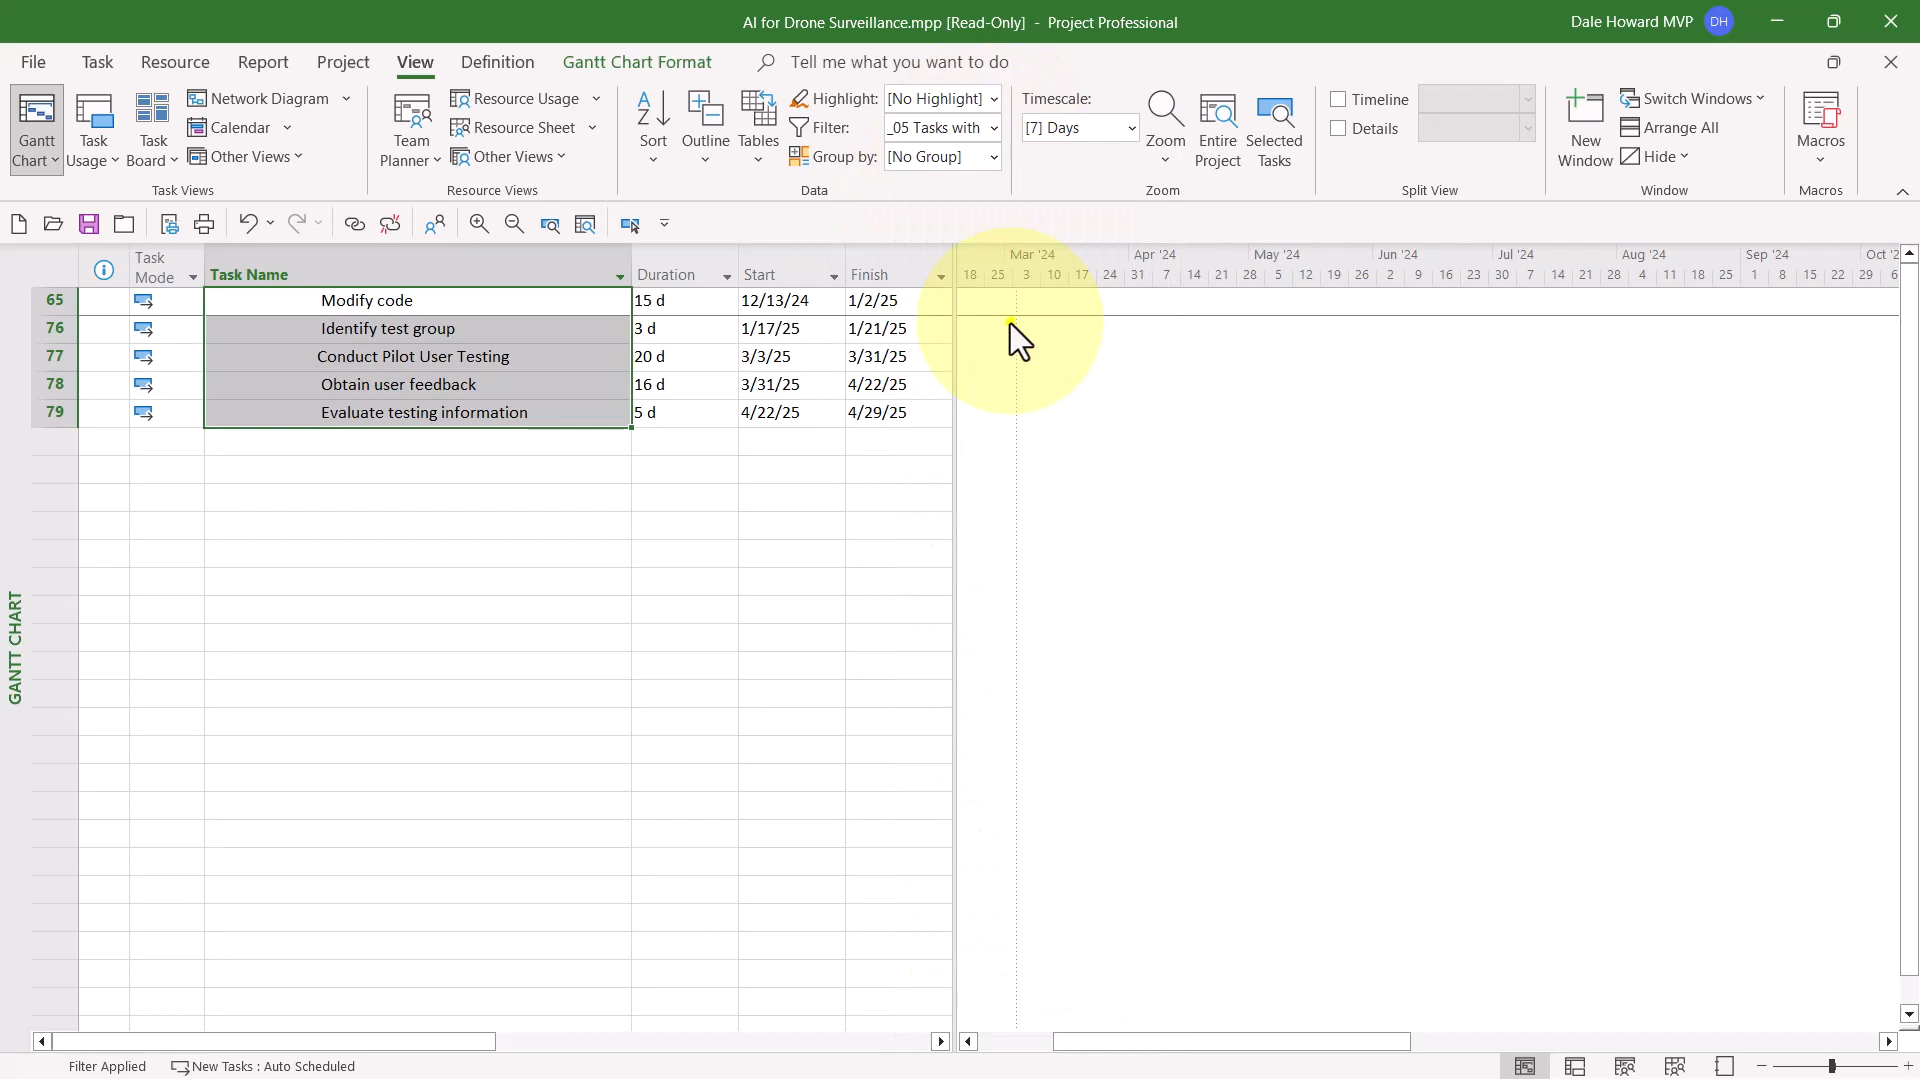 AI for Drone Surveillance.mpp [Read-Only] - Project Professional
Dale Howard MVP DH
File Task Resource Report Project View Definition Gantt Chart Format Tell me what you want to do
Gantt Chart
Task Usage
Task Board
Network Diagram
Calendar
Other Views
Task Views
Team Planner
Resource Usage
Resource Sheet
Other Views
Resource Views
Sort
Outline
Tables
Highlight: [No Highlight]
Filter: _05 Tasks with
Group by: [No Group]
Data
Timescale:
[7] Days
Zoom
Entire Project
Selected Tasks
Zoom
Timeline
Details
Split View
New Window
Switch Windows
Arrange All
Hide
Window
Macros
Macros
Task Mode Task Name Duration Start Finish
Mar '24 Apr '24 May '24 Jun '24 Jul '24 Aug '24 Sep '24 Oct '2
18 25 3 10 17 24 31 7 14 21 28 5 12 19 26 2 9 16 23 30 7 14 21 28 4 11 18 25 1 8 15 22 29 6
65 Modify code 15 d 12/13/24 1/2/25
76 Identify test group 3 d 1/17/25 1/21/25
77 Conduct Pilot User Testing 20 d 3/3/25 3/31/25
78 Obtain user feedback 16 d 3/31/25 4/22/25
79 Evaluate testing information 5 d 4/22/25 4/29/25
GANTT CHART
Filter Applied New Tasks : Auto Scheduled